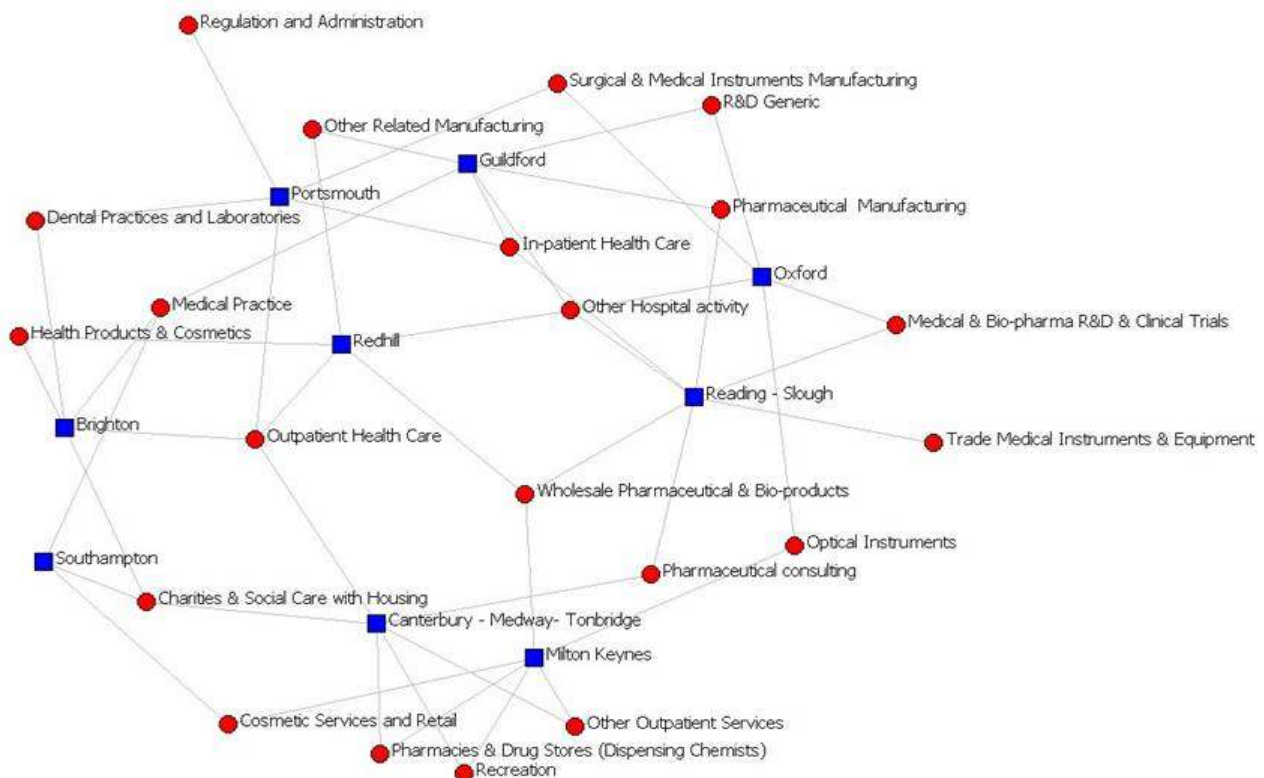 Regulation and Administration
Surgical & Medical Instruments Manufacturing
R&D Generic
Other Related Manufacturing
Guildford
Portsmouth
Pharmaceutical Manufacturing
Dental Practices and Laboratories
In-patient Health Care
Oxford
Medical Practice
Other Hospital activity
Medical & Bio-pharma R&D & Clinical Trials
Health Products & Cosmetics
Redhill
Reading - Slough
Brighton
Outpatient Health Care
Trade Medical Instruments & Equipment
Wholesale Pharmaceutical & Bio-products
Optical Instruments
Southampton
Pharmaceutical consulting
Charities & Social Care with Housing
Canterbury - Medway- Tonbridge
Milton Keynes
Cosmetic Services and Retail
Other Outpatient Services
Pharmacies & Drug Stores (Dispensing Chemists)
Recreation